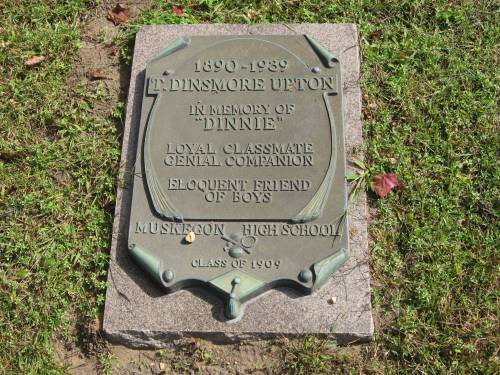 1890-1939
T. DINSMORE UPTON
IN MEMORY OF
"DINNIE"
LOYAL CLASSMATE
GENIAL COMPANION
ELOQUENT FRIEND
OF BOYS
MUSKEGON HIGH SCHOOL
CLASS OF 1909